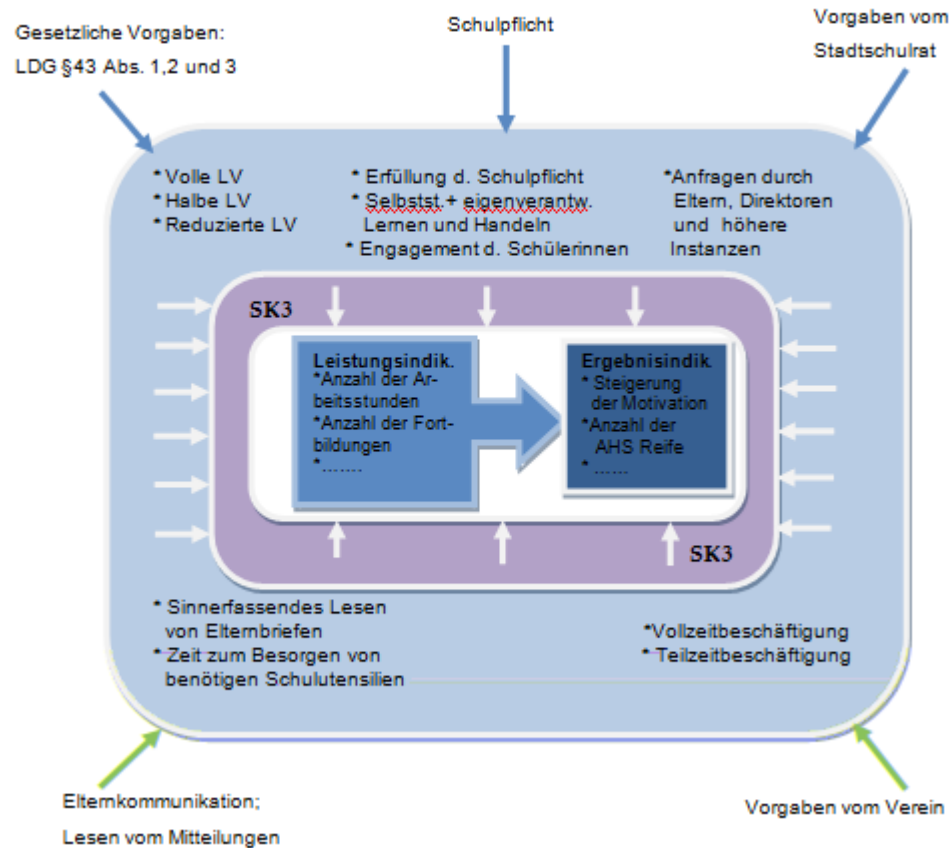 Gesetzliche Vorgaben:
LDG §43 Abs. 1,2 und 3
Schulpflicht
Vorgaben vom
Stadtschulrat
* Volle LV
* Halbe LV
* Reduzierte LV
* Erfüllung d. Schulpflicht
* Selbstst.+ eigenverantw.
Lernen und Handeln
* Engagement d. Schülerinnen
*Anfragen durch
Eltern, Direktoren
und höhere
Instanzen
SK3
Leistungsindik.
*Anzahl der Ar-
beitsstunden
*Anzahl der Fort-
bildungen
*…….
Ergebnisindik.
* Steigerung
der Motivation
*Anzahl der
AHS Reife
* ……
SK3
* Sinnerfassendes Lesen
von Elternbriefen
* Zeit zum Besorgen von
benötigen Schulutensilien
*Vollzeitbeschäftigung
* Teilzeitbeschäftigung
Elternkommunikation;
Lesen vom Mitteilungen
Vorgaben vom Verein